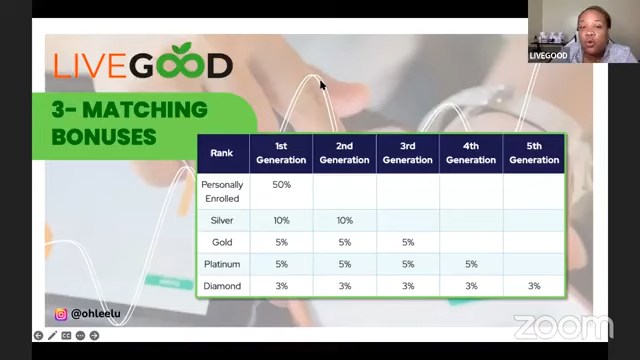 LIVEGOOD
LIVEGOOD
3- MATCHING
BONUSES
Rank 1st Generation 2nd Generation 3rd Generation 4th Generation 5th Generation
Personally Enrolled 50%
Silver 10% 10%
Gold 5% 5% 5%
Platinum 5% 5% 5% 5%
Diamond 3% 3% 3% 3% 3%
@ohleelu
zoom